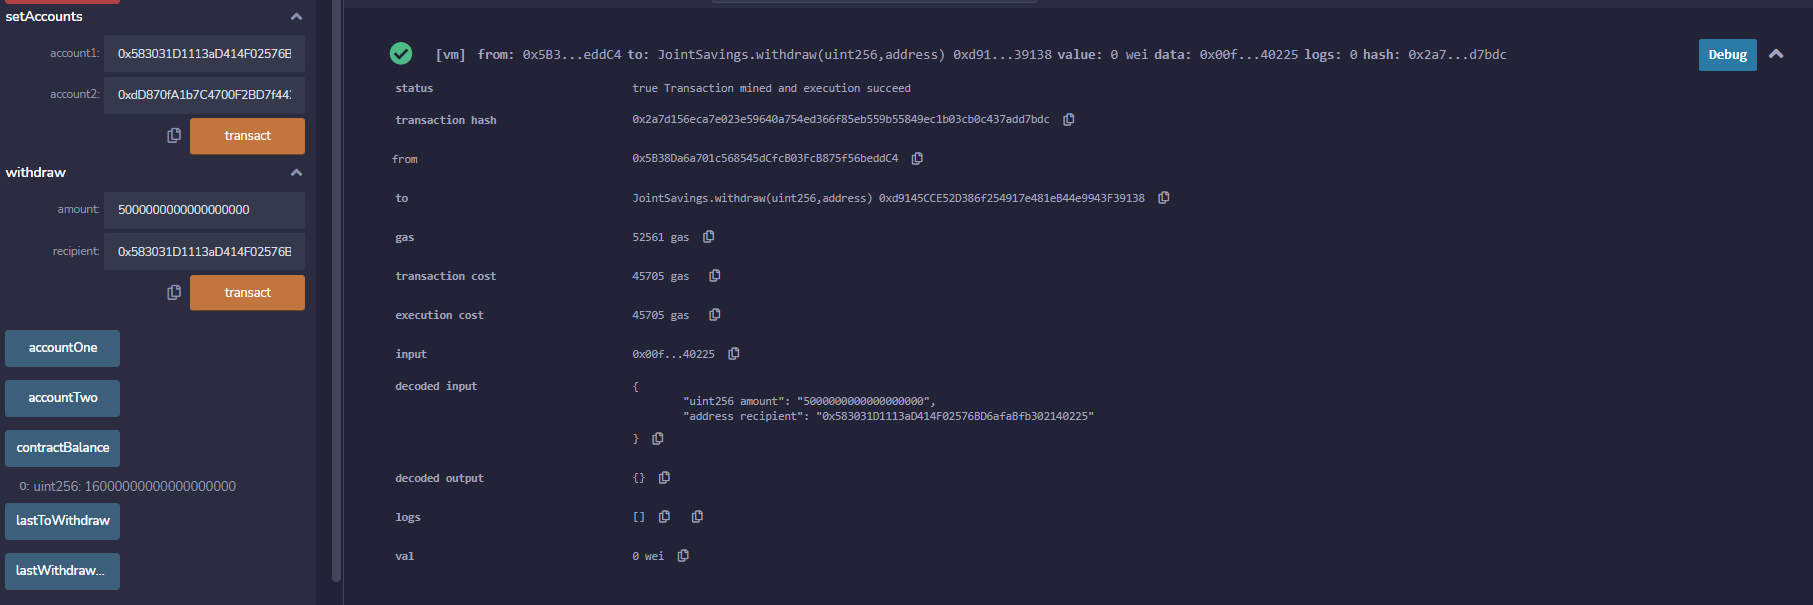 setAccounts
account1: 0x583031D1113aD414F02576B
account2: 0xdD870fA1b7C4700F2BD7f44
transact
withdraw
amount: 5000000000000000000
recipient: 0x583031D1113aD414F02576B
transact
accountOne
accountTwo
contractBalance
0: uint256: 16000000000000000000
lastToWithdraw
lastWithdraw...
[vm] from: 0x5B3...eddC4 to: JointSavings.withdraw(uint256,address) 0xd91...39138 value: 0 wei data: 0x00f...40225 logs: 0 hash: 0x2a7...d7bdc
Debug
status true Transaction mined and execution succeed
transaction hash 0x2a7d156eca7e023e59640a754ed366f85eb559b55849ec1b03cb0c437add7bdc
from 0x5B38Da6a701c568545dCfcB03FcB875f56beddC4
to JointSavings.withdraw(uint256,address) 0xd9145CCE52D386f254917e481eB44e9943F39138
gas 52561 gas
transaction cost 45705 gas
execution cost 45705 gas
input 0x00f...40225
decoded input {
"uint256 amount": "5000000000000000000",
"address recipient": "0x583031D1113aD414F02576BD6afaBfb302140225"
}
decoded output {}
logs []
val 0 wei